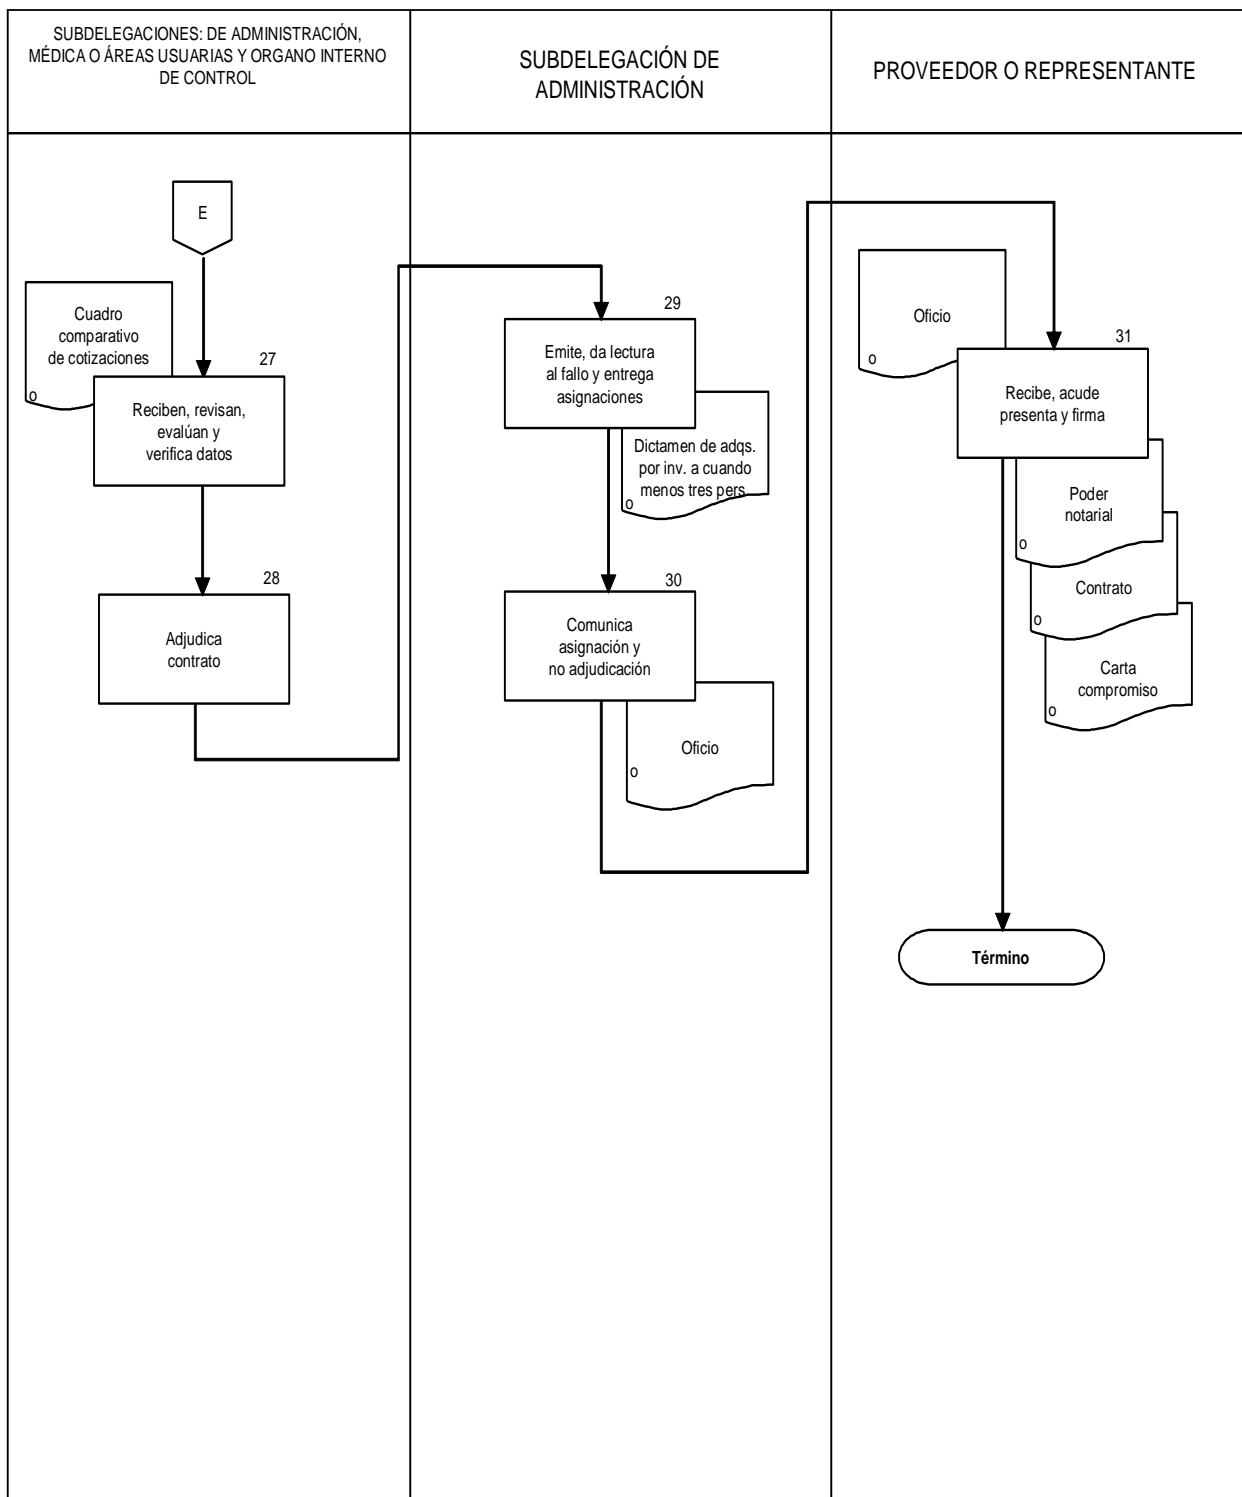 SUBDELEGACIONES: DE ADMINISTRACIÓN,
MÉDICA O ÁREAS USUARIAS Y ORGANO INTERNO
DE CONTROL
SUBDELEGACIÓN DE
ADMINISTRACIÓN
PROVEEDOR O REPRESENTANTE
E
Cuadro
comparativo
de cotizaciones
o
27
Reciben, revisan,
evalúan y
verifica datos
28
Adjudica
contrato
29
Emite, da lectura
al fallo y entrega
asignaciones
Dictamen de adqs.
por inv. a cuando
menos tres pers.
o
30
Comunica
asignación y
no adjudicación
Oficio
o
Oficio
o
31
Recibe, acude
presenta y firma
Poder
notarial
o
Contrato
o
Carta
compromiso
o
Término